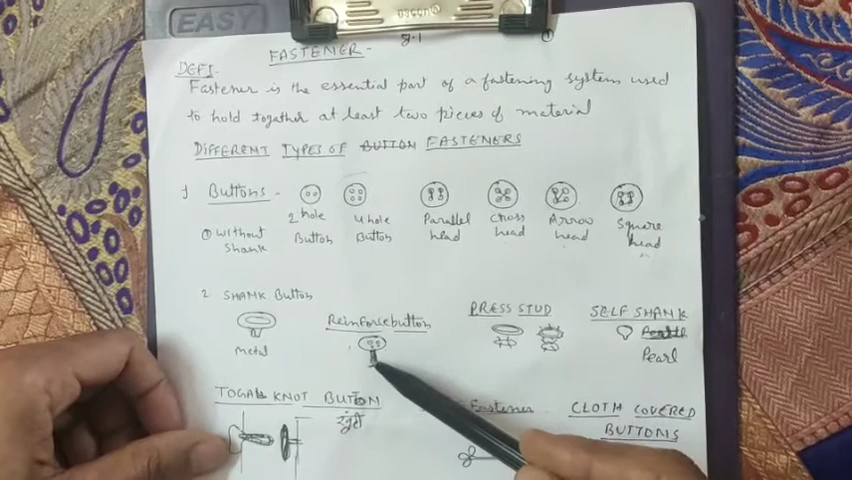 EASY
FASTENER -
DEFI.-
Fastener is the essential part of a fastening system used
to hold together at least two pieces of material
DIFFERENT TYPES OF BUTTON FASTENERS
1) Buttons -
① without shank
2 hole Button
4 hole Button
Parallel head
Cross head
Arrow head
Square head
2 SHANK Button
metal
Reinforce button
PRESS STUD
SELF SHANK
Pearl
TOGAL KNOT BUTTON
Fastener
CLOTH COVERED BUTTONS